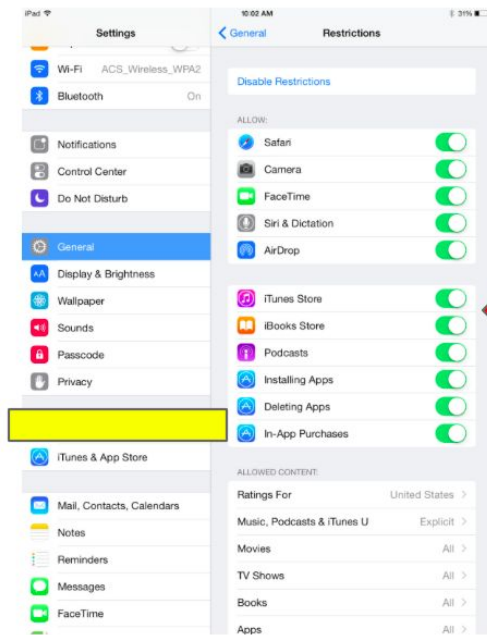 iPad
10:02 AM
31%
Settings
General
Restrictions
Wi-Fi ACS_Wireless_WPA2
Bluetooth On
Notifications
Control Center
Do Not Disturb
General
Display & Brightness
Wallpaper
Sounds
Passcode
Privacy
iTunes & App Store
Mail, Contacts, Calendars
Notes
Reminders
Messages
FaceTime
Disable Restrictions
ALLOW:
Safari
Camera
FaceTime
Siri & Dictation
AirDrop
iTunes Store
iBooks Store
Podcasts
Installing Apps
Deleting Apps
In-App Purchases
ALLOWED CONTENT:
Ratings For United States
Music, Podcasts & iTunes U Explicit
Movies All
TV Shows All
Books All
Apps All